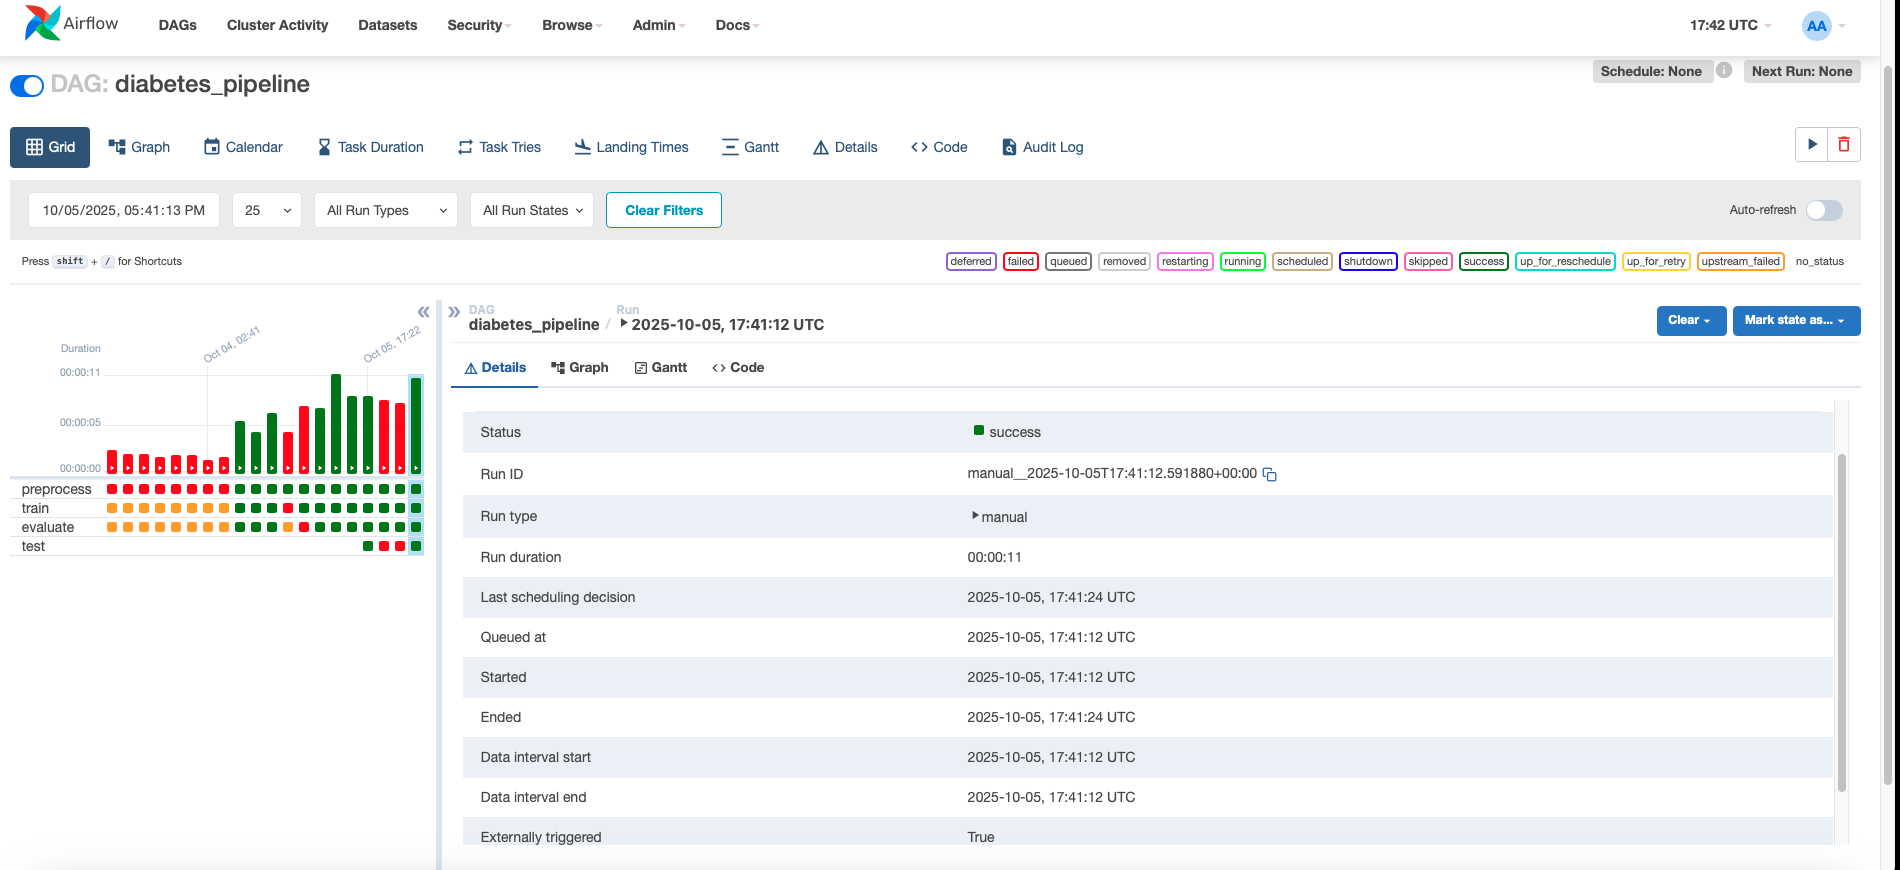 Airflow DAGs Cluster Activity Datasets Security Browse Admin Docs 17:42 UTC AA
DAG: diabetes_pipeline
Schedule: None Next Run: None
Grid Graph Calendar Task Duration Task Tries Landing Times Gantt Details Code Audit Log
10/05/2025, 05:41:13 PM 25 All Run Types All Run States Clear Filters Auto-refresh
Press shift + / for Shortcuts
deferred failed queued removed restarting running scheduled shutdown skipped success up_for_reschedule up_for_retry upstream_failed no_status
Duration
00:00:11
00:00:05
00:00:00
Oct 04, 02:41
Oct 05, 17:22
preprocess
train
evaluate
test
DAG
diabetes_pipeline
/
Run
2025-10-05, 17:41:12 UTC
Clear Mark state as...
Details Graph Gantt Code
Status success
Run ID manual__2025-10-05T17:41:12.591880+00:00
Run type manual
Run duration 00:00:11
Last scheduling decision 2025-10-05, 17:41:24 UTC
Queued at 2025-10-05, 17:41:12 UTC
Started 2025-10-05, 17:41:12 UTC
Ended 2025-10-05, 17:41:24 UTC
Data interval start 2025-10-05, 17:41:12 UTC
Data interval end 2025-10-05, 17:41:12 UTC
Externally triggered True